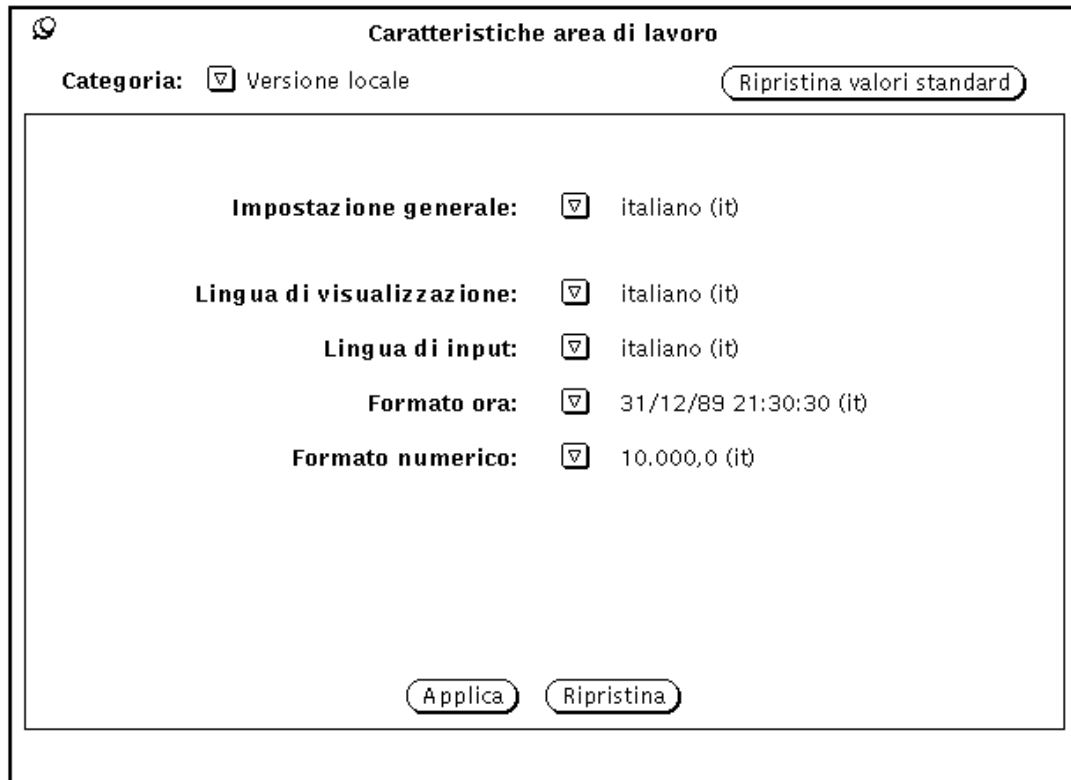 Caratteristiche area di lavoro
Categoria: Versione locale Ripristina valori standard
Impostazione generale: italiano (it)
Lingua di visualizzazione: italiano (it)
Lingua di input: italiano (it)
Formato ora: 31/12/89 21:30:30 (it)
Formato numerico: 10.000,0 (it)
Applica Ripristina